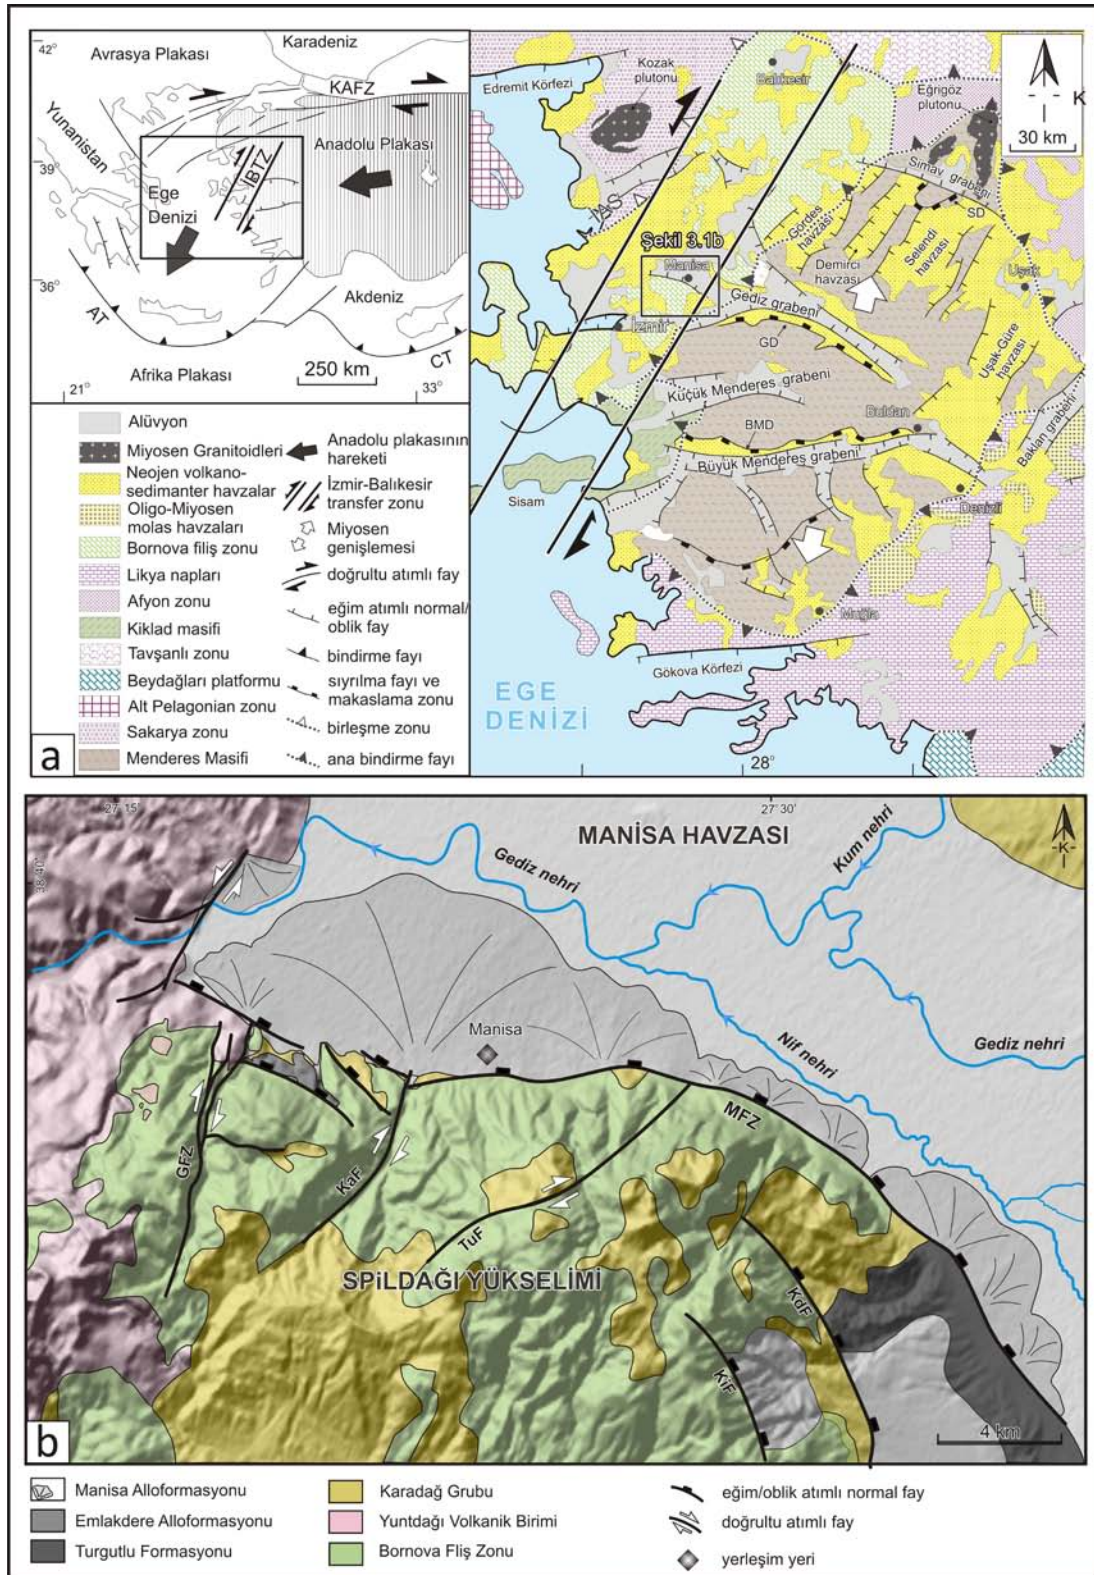 42°
Avrasya Plakası
Karadeniz
KAFZ
Yunanistan
39°
Anadolu Plakası
İBTZ
Ege
Denizi
36°
AT
Akdeniz
CT
Afrika Plakası
250 km
21°
33°
Alüvyon
Miyosen Granitoidleri
Neojen volkano-
sedimanter havzalar
Oligo-Miyosen
molas havzaları
Bornova filiş zonu
Likya napları
Afyon zonu
Kiklad masifi
Tavşanlı zonu
Beydağları platformu
Alt Pelagonian zonu
Sakarya zonu
Menderes Masifi
Anadolu plakasının
hareketi
İzmir-Balıkesir
transfer zonu
Miyosen
genişlemesi
doğrultu atımlı fay
eğim atımlı normal/
oblik fay
bindirme fayı
sıyrılma fayı ve
makaslama zonu
birleşme zonu
ana bindirme fayı
a
Kozak
plutonu
Balıkesir
Edremit Körfezi
Eğrigöz
plutonu
K
30 km
Simav grabeni
SD
IAS
Gördes
havzası
Şekil 3.1b
Manisa
Demirci
havzası
Selendi
havzası
Uşak
Gediz grabeni
İzmir
GD
Uşak-Güre
havzası
Küçük Menderes grabeni
Buldan
BMD
Büyük Menderes grabeni
Baklan grabeni
Sisam
Denizli
Muğla
Gökova Körfezi
EGE
DENİZİ
28°
27°15'
27°30'
38°40'
MANİSA HAVZASI
Gediz nehri
Kum nehri
K
Manisa
Nif nehri
Gediz nehri
MFZ
GFZ
KaF
TuF
SPiLDAĞI YÜKSELİMİ
KdF
KiF
4 km
b
Manisa Alloformasyonu
Emlakdere Alloformasyonu
Turgutlu Formasyonu
Karadağ Grubu
Yuntdağı Volkanik Birimi
Bornova Fliş Zonu
eğim/oblik atımlı normal fay
doğrultu atımlı fay
yerleşim yeri